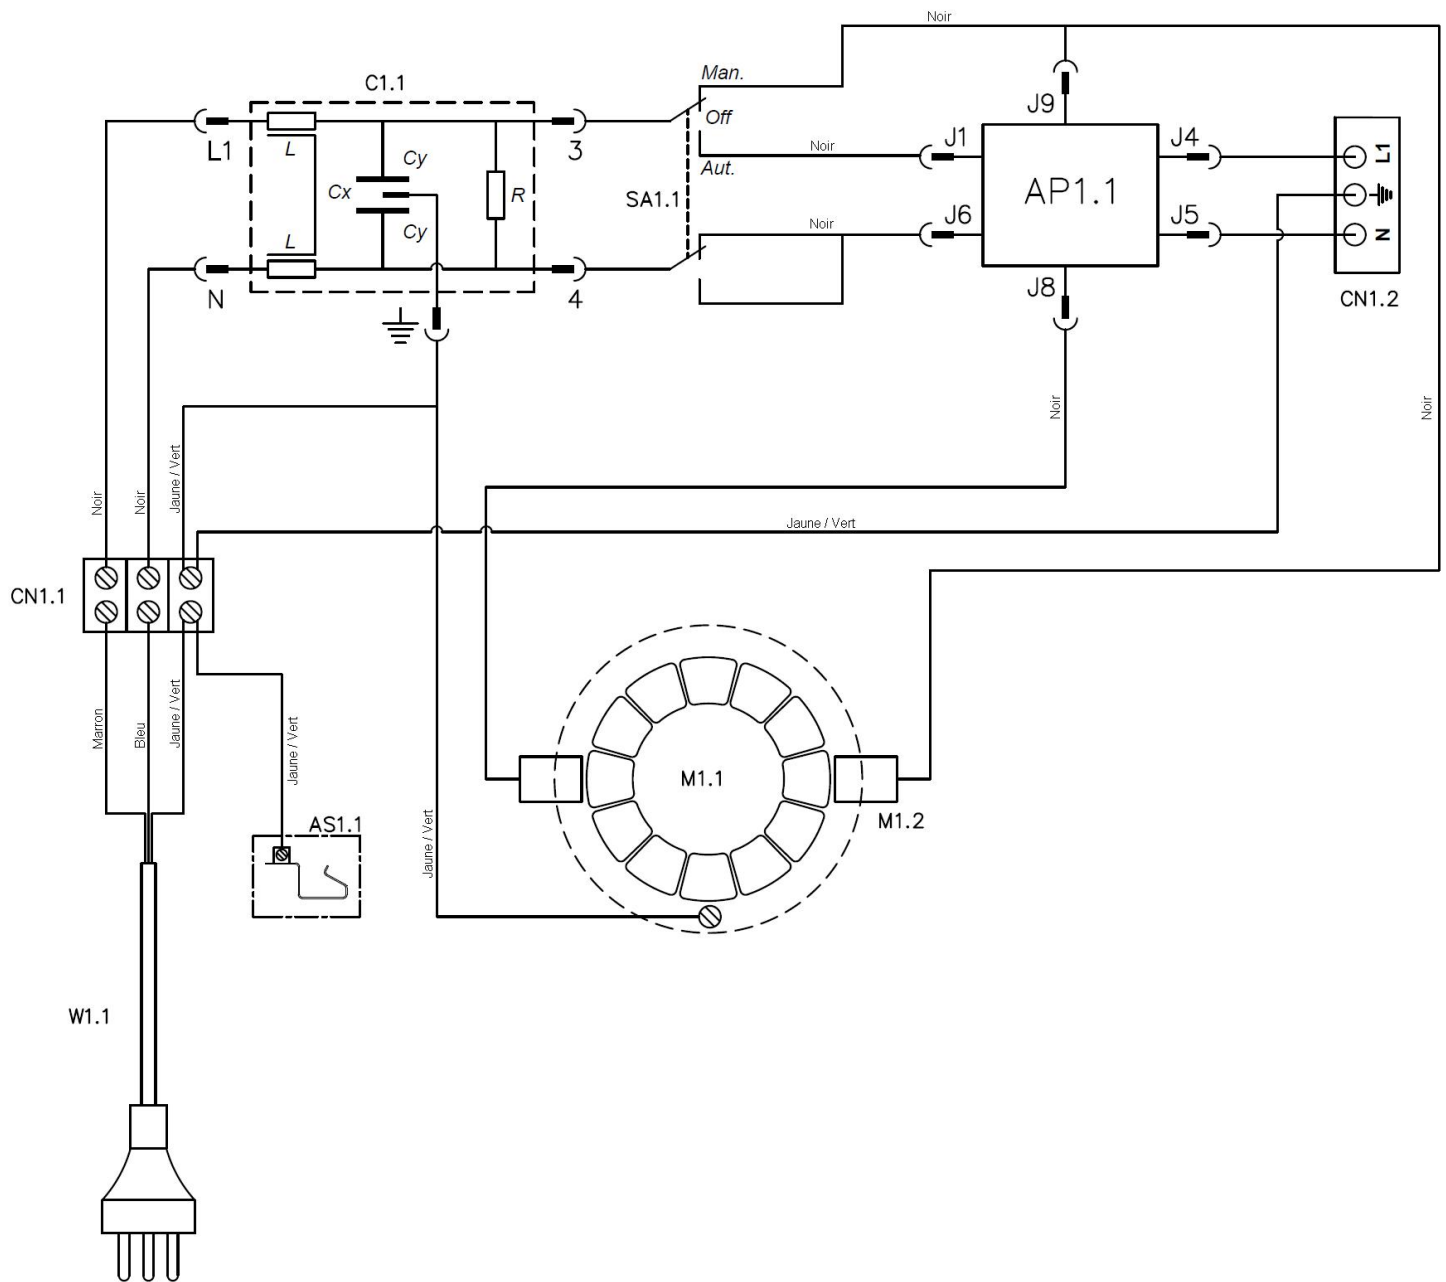 Noir
C1.1
Man.
J9
L1
L
Cy
3
Off
Noir
J1
J4
L1
Cx
R
SA1.1
Aut.
AP1.1
Cy
L
Noir
J6
J5
N
N
4
J8
CN1.2
Noir
Noir
Noir
Noir
Jaune / Vert
Jaune / Vert
CN1.1
Marron
Bleu
Jaune / Vert
Jaune / Vert
M1.1
AS1.1
M1.2
Jaune / Vert
W1.1